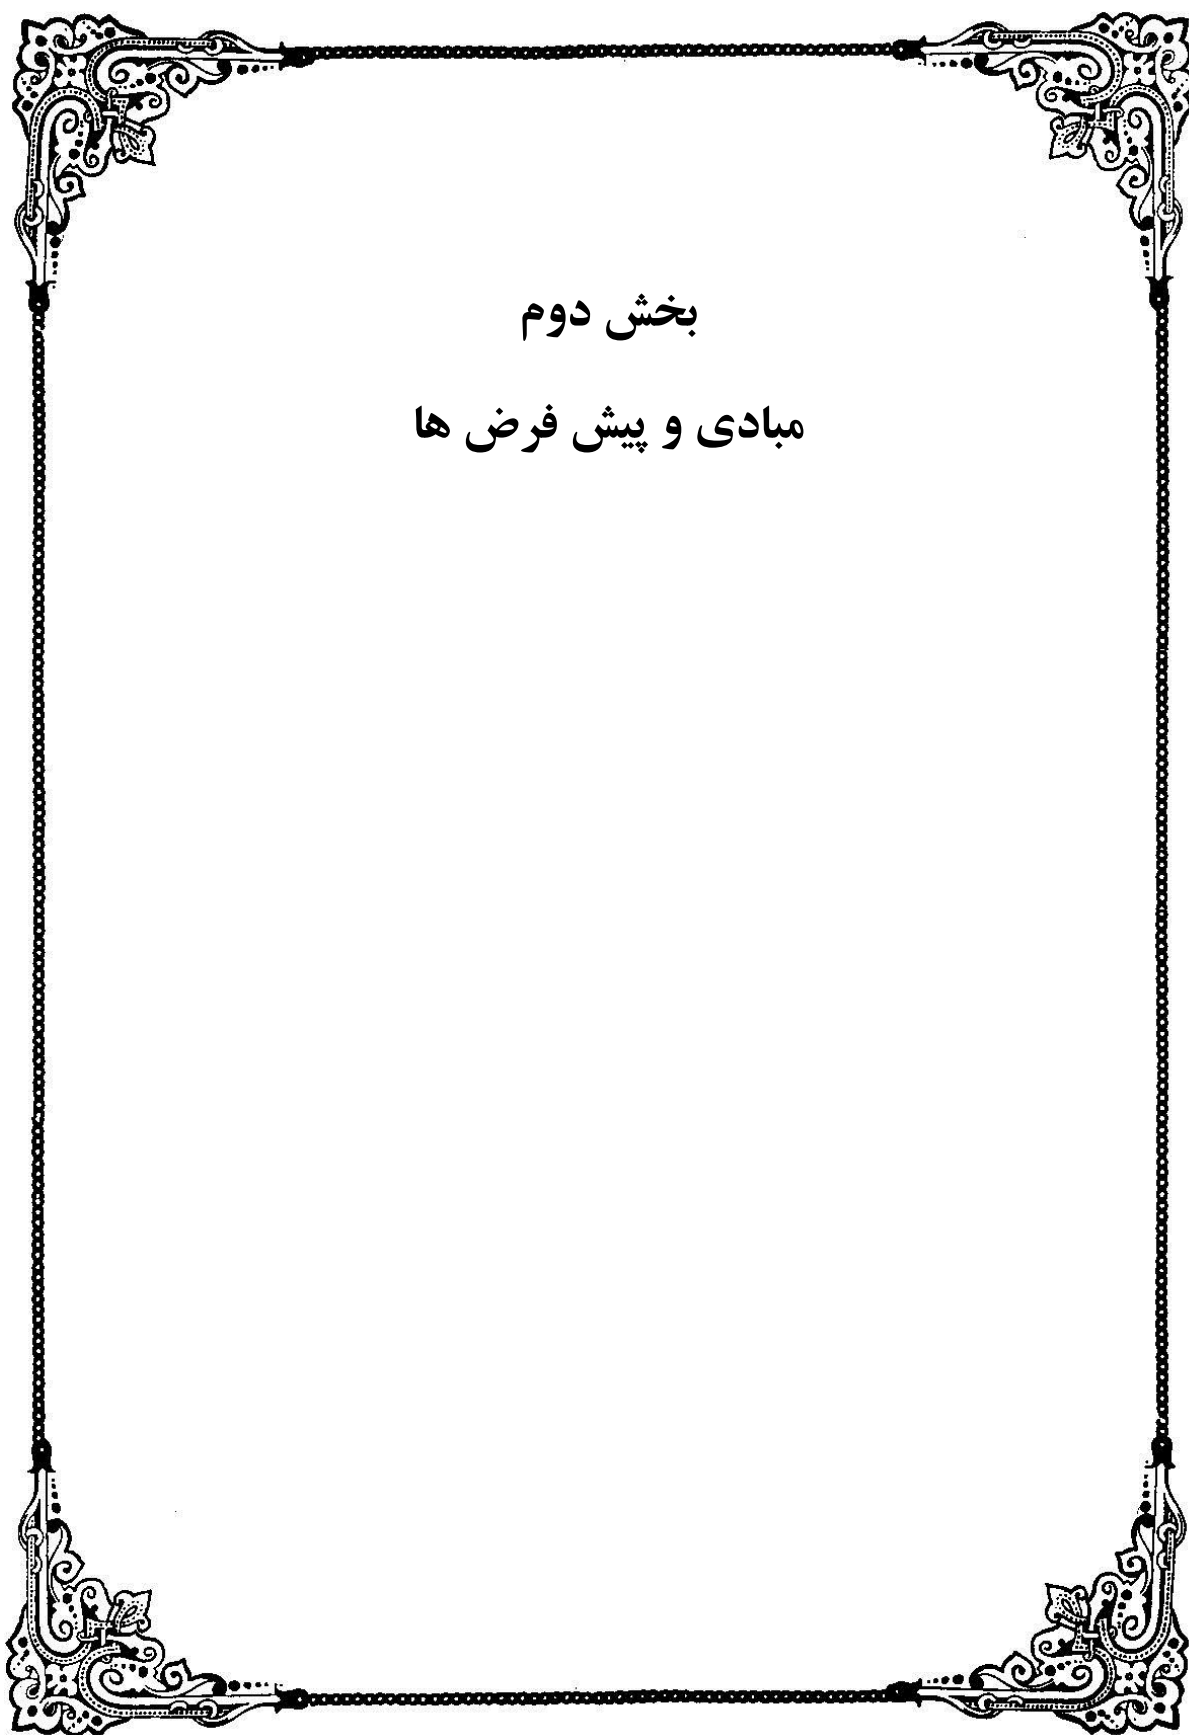 بخش دوم
مبادی و پیش فرض ها